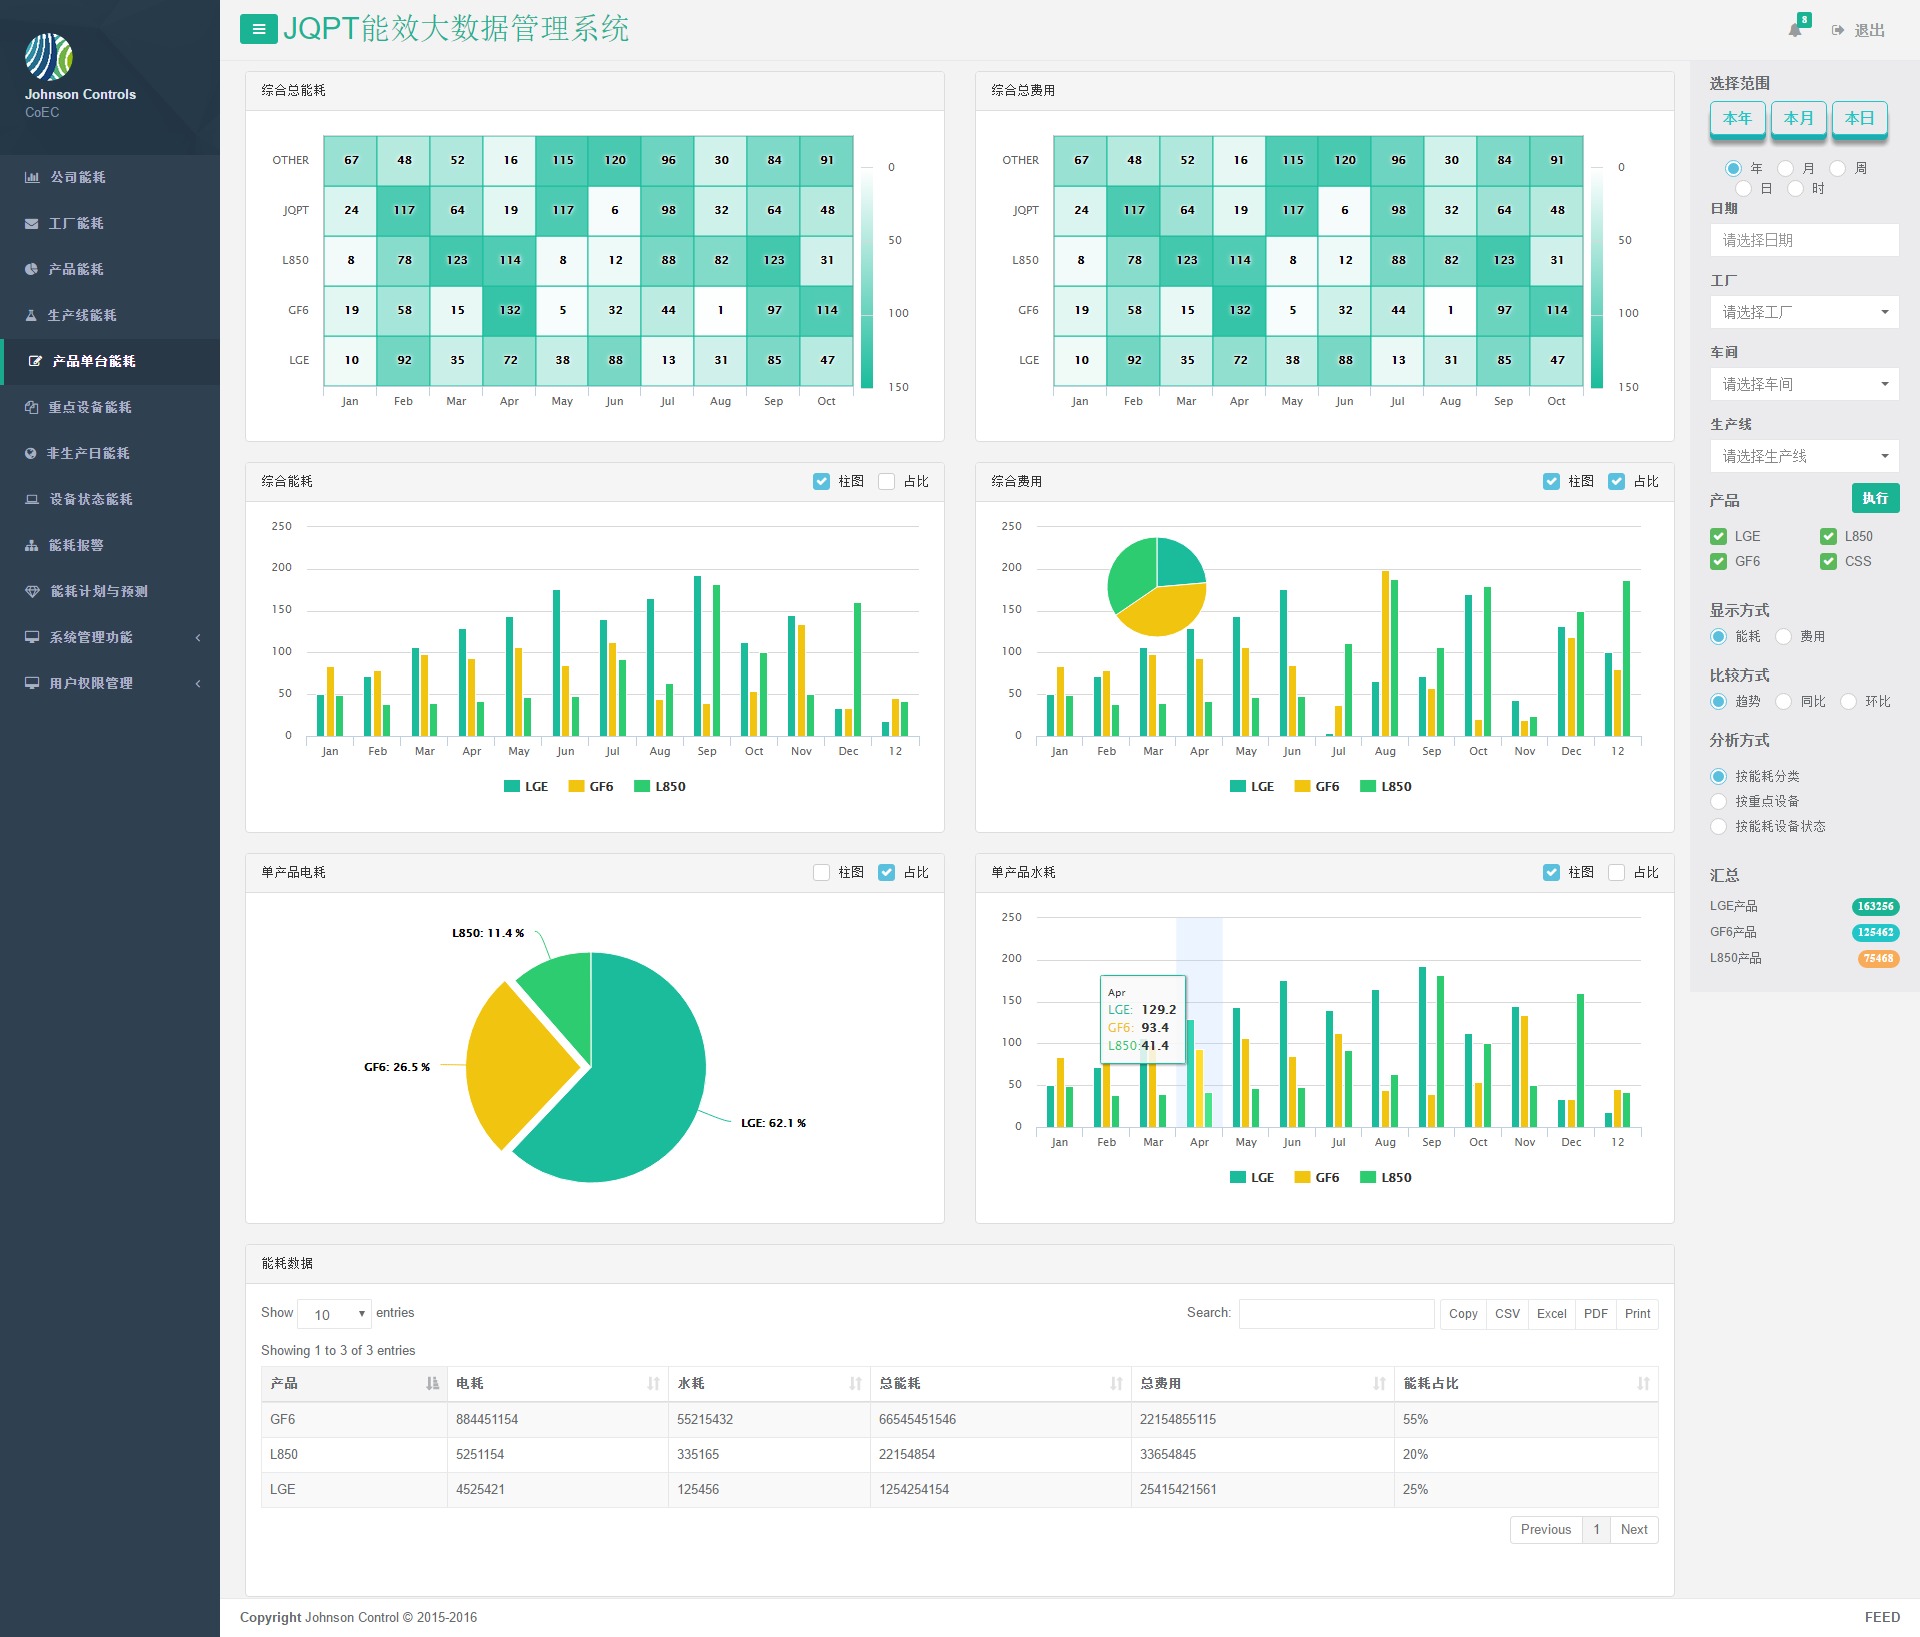 JQPT能效大数据管理系统
8
退出
Johnson Controls
CoEC
公司能耗
工厂能耗
产品能耗
生产线能耗
产品单台能耗
重点设备能耗
非生产日能耗
设备状态能耗
能耗报警
能耗计划与预测
系统管理功能
用户权限管理
综合总能耗
OTHER 67 48 52 16 115 120 96 30 84 91
JQPT 24 117 64 19 117 6 98 32 64 48
L850 8 78 123 114 8 12 88 82 123 31
GF6 19 58 15 132 5 32 44 1 97 114
LGE 10 92 35 72 38 88 13 31 85 47
Jan Feb Mar Apr May Jun Jul Aug Sep Oct
0
50
100
150
综合总费用
OTHER 67 48 52 16 115 120 96 30 84 91
JQPT 24 117 64 19 117 6 98 32 64 48
L850 8 78 123 114 8 12 88 82 123 31
GF6 19 58 15 132 5 32 44 1 97 114
LGE 10 92 35 72 38 88 13 31 85 47
Jan Feb Mar Apr May Jun Jul Aug Sep Oct
0
50
100
150
综合能耗 柱图 占比
250
200
150
100
50
0
Jan Feb Mar Apr May Jun Jul Aug Sep Oct Nov Dec 12
LGE GF6 L850
综合费用 柱图 占比
250
200
150
100
50
0
Jan Feb Mar Apr May Jun Jul Aug Sep Oct Nov Dec 12
LGE GF6 L850
单产品电耗 柱图 占比
L850: 11.4 %
GF6: 26.5 %
LGE: 62.1 %
单产品水耗 柱图 占比
250
200
150
100
50
0
Apr
LGE: 129.2
GF6: 93.4
L850: 41.4
Jan Feb Mar Apr May Jun Jul Aug Sep Oct Nov Dec 12
LGE GF6 L850
能耗数据
Show 10 entries
Search: Copy CSV Excel PDF Print
Showing 1 to 3 of 3 entries
产品 电耗 水耗 总能耗 总费用 能耗占比
GF6 884451154 55215432 66545451546 22154855115 55%
L850 5251154 335165 22154854 33654845 20%
LGE 4525421 125456 1254254154 25415421561 25%
Previous 1 Next
选择范围
本年 本月 本日
年 月 周
日 时
日期
请选择日期
工厂
请选择工厂
车间
请选择车间
生产线
请选择生产线
产品 执行
LGE L850
GF6 CSS
显示方式
能耗 费用
比较方式
趋势 同比 环比
分析方式
按能耗分类
按重点设备
按能耗设备状态
汇总
LGE产品 163256
GF6产品 125462
L850产品 75468
Copyright Johnson Control © 2015-2016
FEED